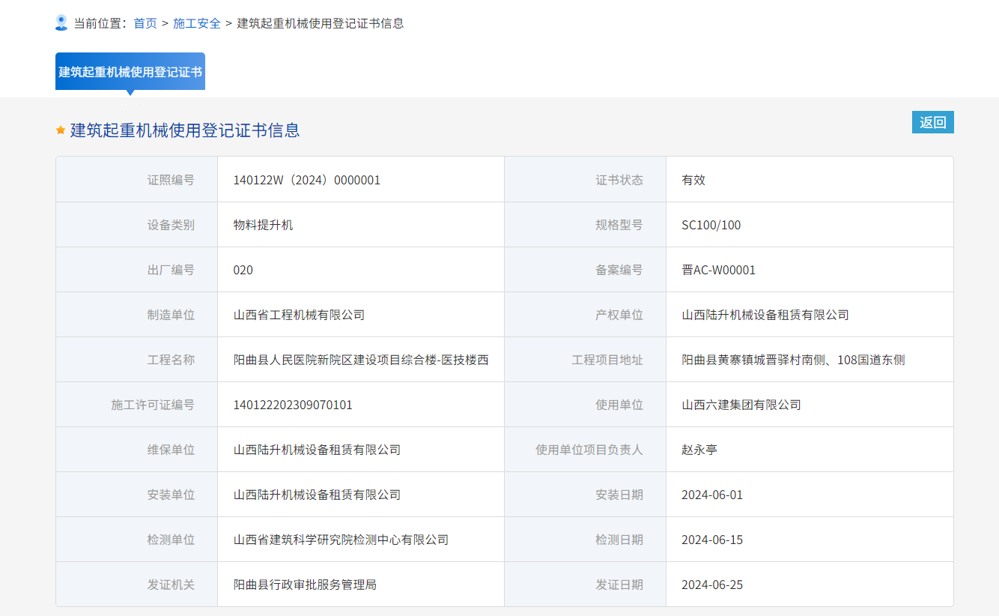 当前位置：首页 > 施工安全 > 建筑起重机械使用登记证书信息
建筑起重机械使用登记证书
建筑起重机械使用登记证书信息
返回
证照编号 140122W（2024）0000001 证书状态 有效
设备类别 物料提升机 规格型号 SC100/100
出厂编号 020 备案编号 晋AC-W00001
制造单位 山西省工程机械有限公司 产权单位 山西陆升机械设备租赁有限公司
工程名称 阳曲县人民医院新院区建设项目综合楼-医技楼西 工程项目地址 阳曲县黄寨镇城晋驿村南侧、108国道东侧
施工许可证编号 140122202309070101 使用单位 山西六建集团有限公司
维保单位 山西陆升机械设备租赁有限公司 使用单位项目负责人 赵永亭
安装单位 山西陆升机械设备租赁有限公司 安装日期 2024-06-01
检测单位 山西省建筑科学研究院检测中心有限公司 检测日期 2024-06-15
发证机关 阳曲县行政审批服务管理局 发证日期 2024-06-25